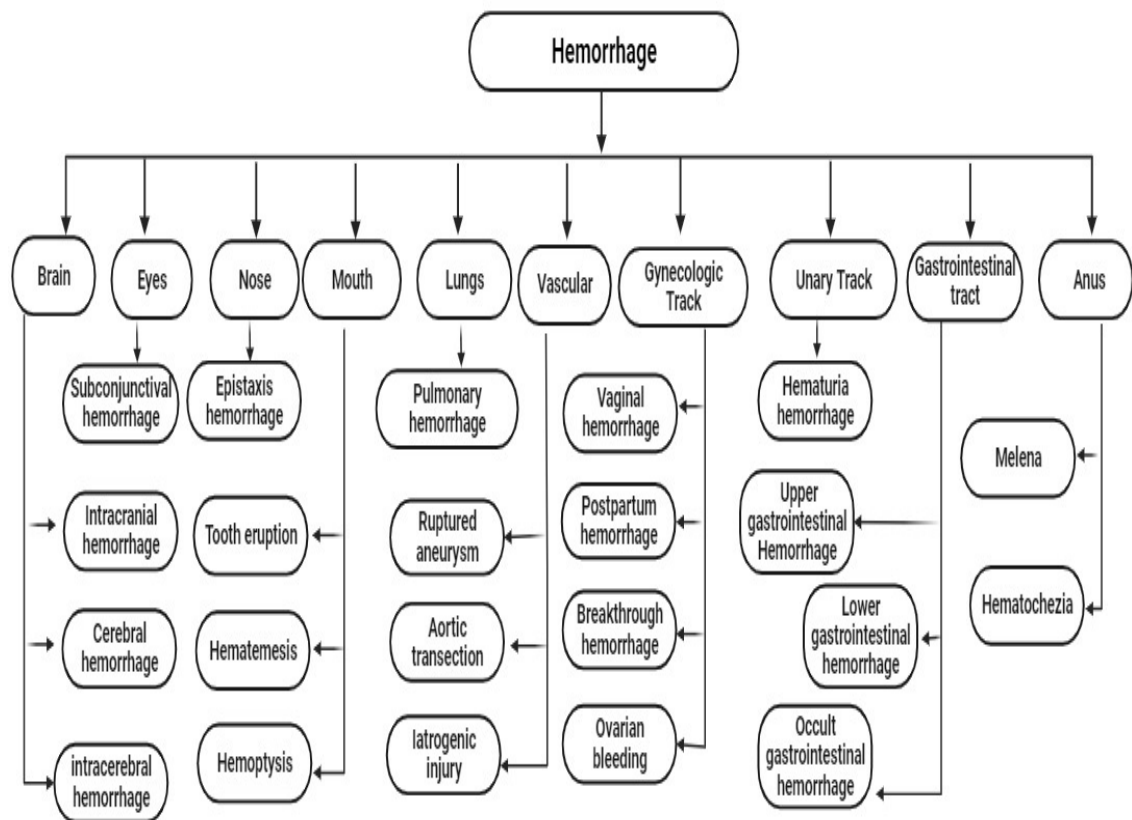 Hemorrhage
Brain
Eyes
Nose
Mouth
Lungs
Vascular
Gynecologic
Track
Unary Track
Gastrointestinal
tract
Anus
Subconjunctival
hemorrhage
Epistaxis
hemorrhage
Pulmonary
hemorrhage
Vaginal
hemorrhage
Hematuria
hemorrhage
Melena
Intracranial
hemorrhage
Tooth eruption
Ruptured
aneurysm
Postpartum
hemorrhage
Upper
gastrointestinal
Hemorrhage
Hematochezia
Cerebral
hemorrhage
Hematemesis
Aortic
transection
Breakthrough
hemorrhage
Lower
gastrointestinal
hemorrhage
intracerebral
hemorrhage
Hemoptysis
Iatrogenic
injury
Ovarian
bleeding
Occult
gastrointestinal
hemorrhage